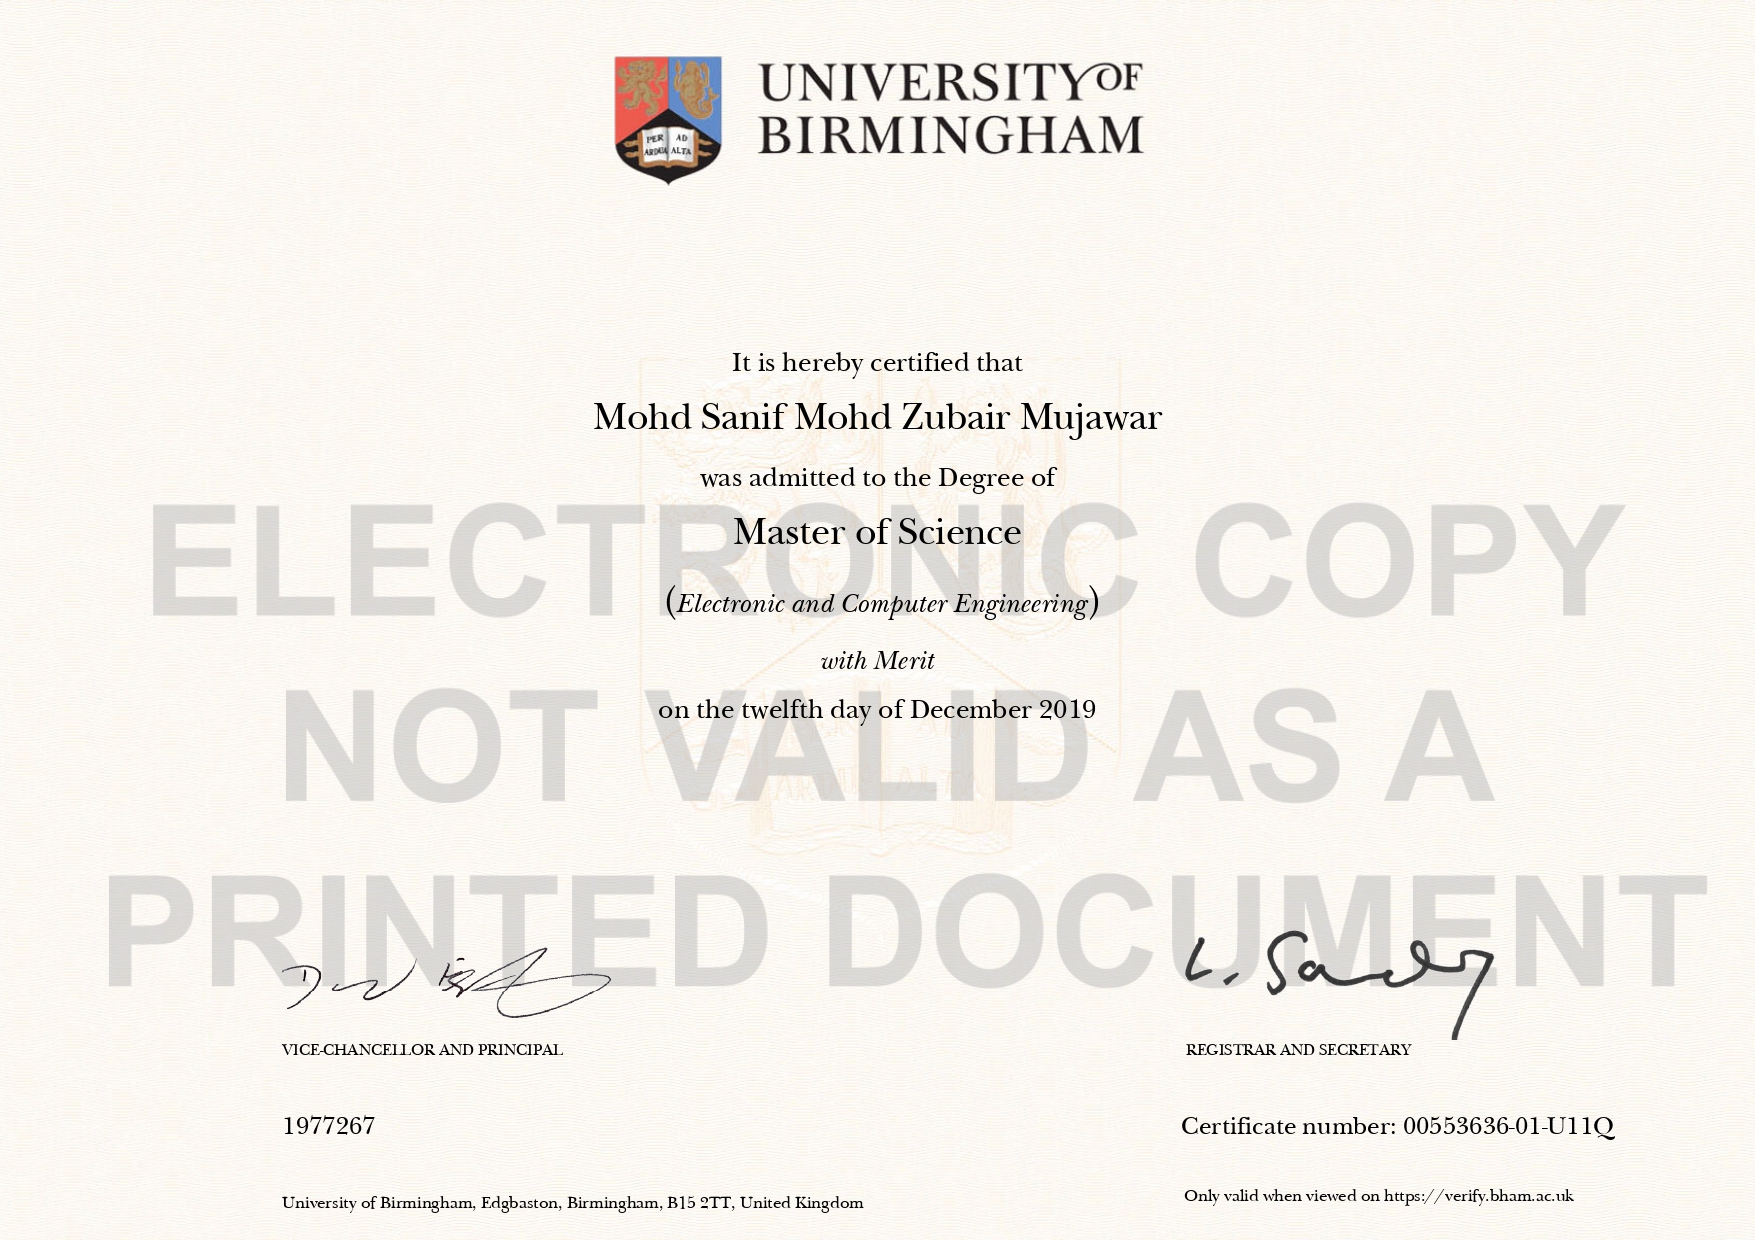 UNIVERSITY OF
BIRMINGHAM
PER AD
ARDUA ALTA
It is hereby certified that
Mohd Sanif Mohd Zubair Mujawar
was admitted to the Degree of
Master of Science
(Electronic and Computer Engineering)
with Merit
on the twelfth day of December 2019
ELECTRONIC COPY
NOT VALID AS A
PRINTED DOCUMENT
L. Sandy
VICE-CHANCELLOR AND PRINCIPAL
REGISTRAR AND SECRETARY
1977267
Certificate number: 00553636-01-U11Q
University of Birmingham, Edgbaston, Birmingham, B15 2TT, United Kingdom
Only valid when viewed on https://verify.bham.ac.uk